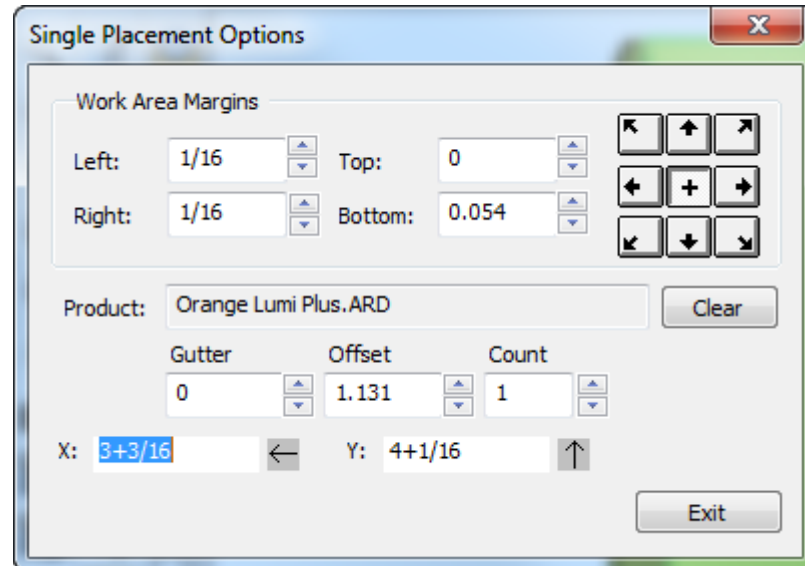 Single Placement Options
Work Area Margins
Left: 1/16 Top: 0
Right: 1/16 Bottom: 0.054
Product: Orange Lumi Plus.ARD Clear
Gutter Offset Count
0 1.131 1
X: 3+3/16 Y: 4+1/16
Exit